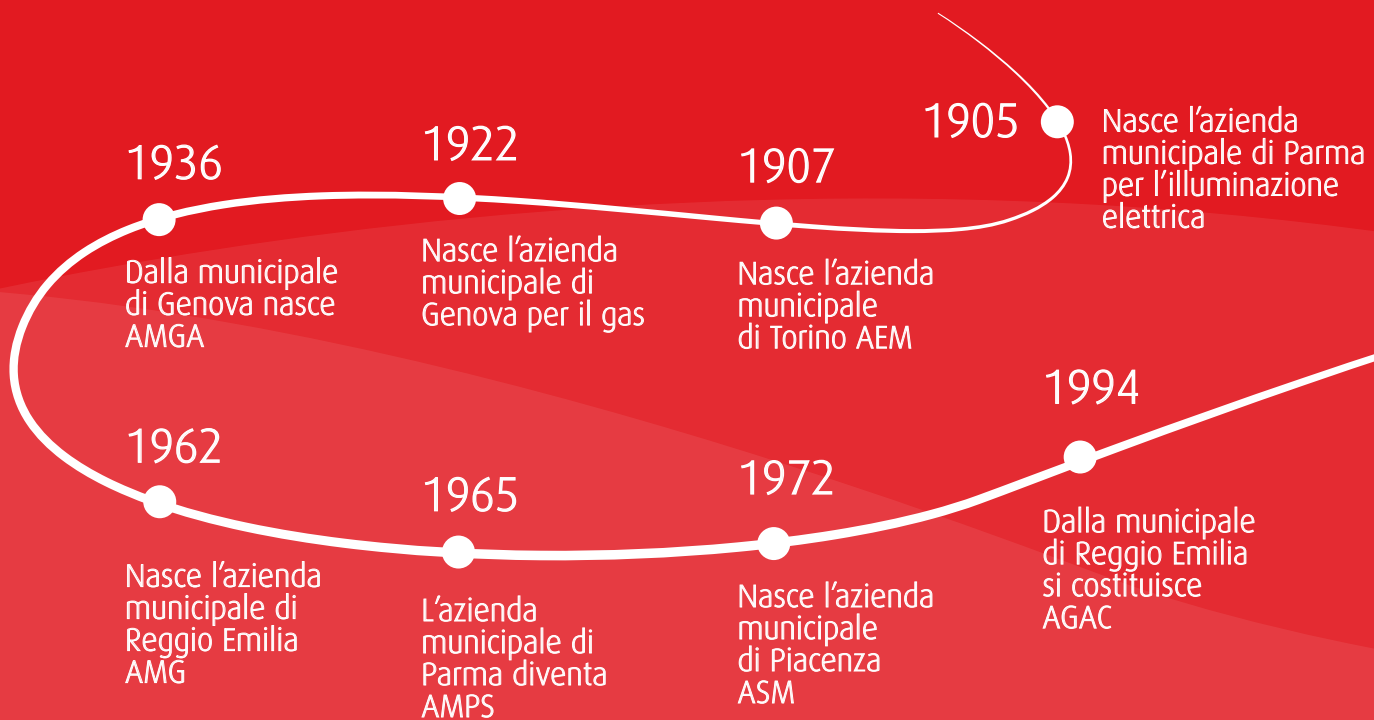 1905
Nasce l'azienda
municipale di Parma
per l'illuminazione
elettrica
1907
Nasce l'azienda
municipale
di Torino AEM
1922
Nasce l'azienda
municipale di
Genova per il gas
1936
Dalla municipale
di Genova nasce
AMGA
1962
Nasce l'azienda
municipale di
Reggio Emilia
AMG
1965
L'azienda
municipale di
Parma diventa
AMPS
1972
Nasce l'azienda
municipale
di Piacenza
ASM
1994
Dalla municipale
di Reggio Emilia
si costituisce
AGAC